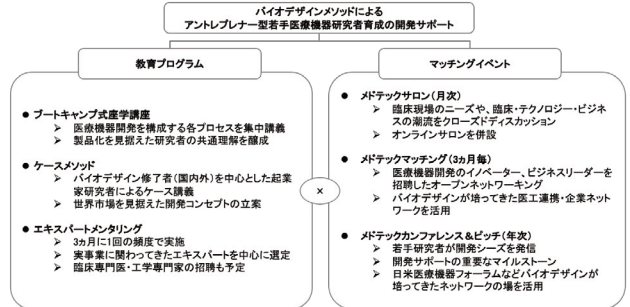 バイオデザインメソッドによる
アントレプレナー型若手医療機器研究者育成の開発サポート
教育プログラム
● ブートキャンプ式座学講座
➢ 医療機器開発を構成する各プロセスを集中講義
➢ 製品化を見据えた研究者の共通理解を醸成
● ケースメソッド
➢ バイオデザイン修了者(国内外)を中心とした起業
家研究者によるケース講義
➢ 世界市場を見据えた開発コンセプトの立案
● エキスパートメンタリング
➢ 3カ月に1回の頻度で実施
➢ 実事業に関わってきたエキスパートを中心に選定
➢ 臨床専門医・工学専門家の招聘も予定
×
マッチングイベント
● メドテックサロン(月次)
➢ 臨床現場のニーズや、臨床・テクノロジー・ビジネ
スの潮流をクローズドディスカッション
➢ オンラインサロンを併設
● メドテックマッチング(3カ月毎)
➢ 医療機器開発のイノベーター、ビジネスリーダーを
招聘したオープンネットワーキング
➢ バイオデザインが培ってきた医工連携・企業ネット
ワークを活用
● メドテックカンファレンス&ピッチ(年次)
➢ 若手研究者が開発シーズを発信
➢ 開発サポートの重要なマイルストーン
➢ 日米医療機器フォーラムなどバイオデザインが
培ってきたネットワークの場を活用